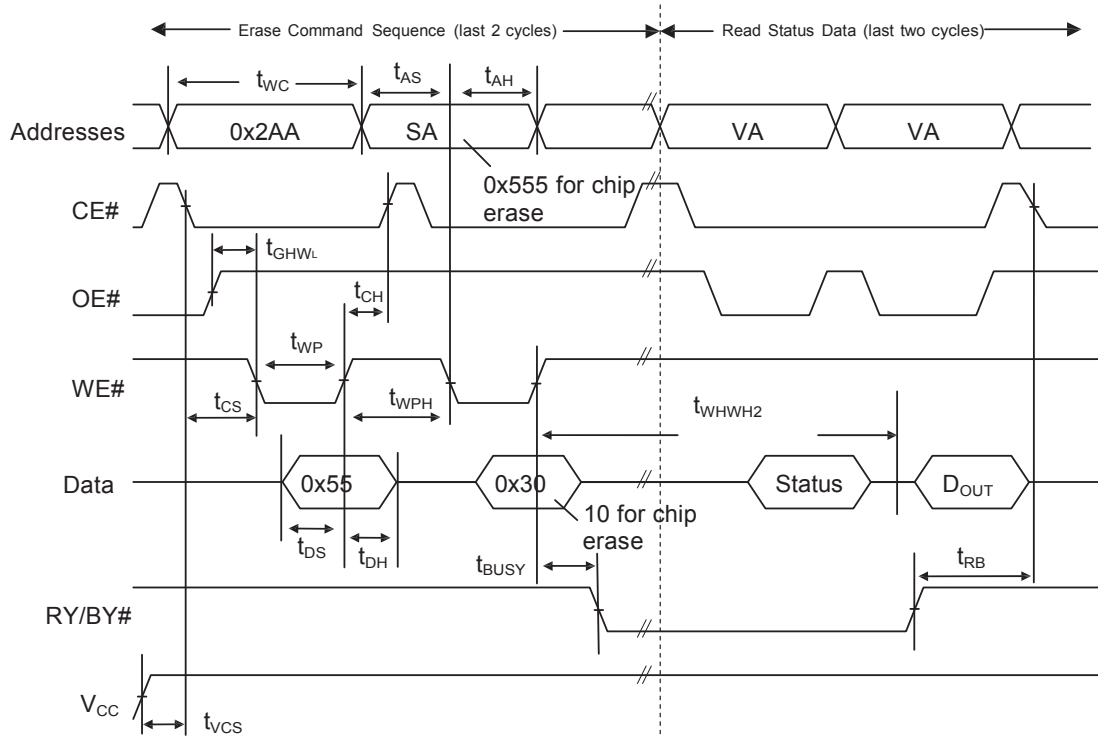 Erase Command Sequence (last 2 cycles)
Read Status Data (last two cycles)
tWC
tAS
tAH
Addresses
0x2AA
SA
VA
VA
0x555 for chip
erase
CE#
tGHWL
OE#
tCH
tWP
WE#
tCS
tWPH
tWHWH2
Data
0x55
0x30
Status
DOUT
10 for chip
erase
tDS
tDH
tBUSY
tRB
RY/BY#
VCC
tVCS